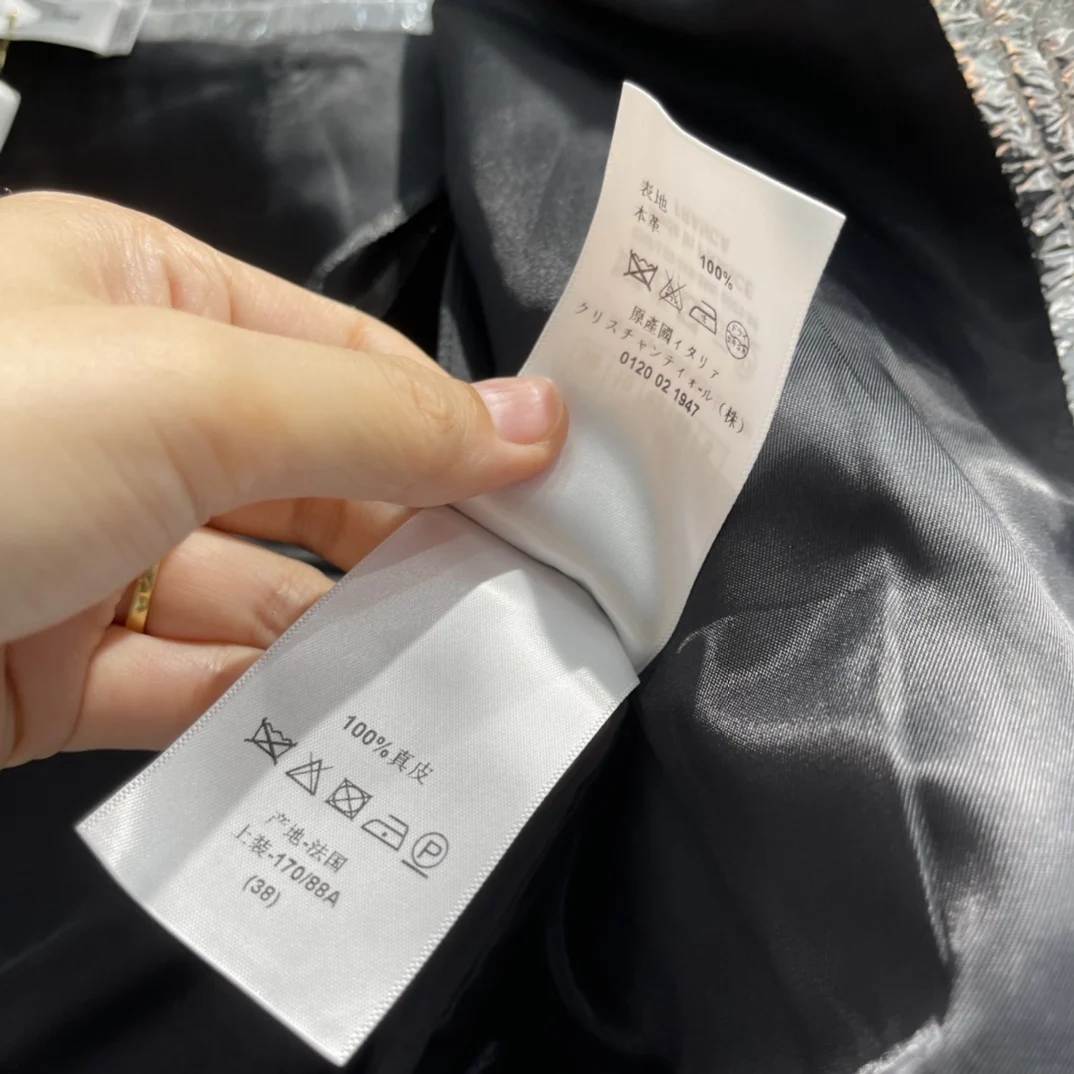 表地
本革
100%
原產國イタリア
クリスチャンディオール（株）
0120 02 1947
100%真皮
P
产地-法国
上装-170/88A
(38)